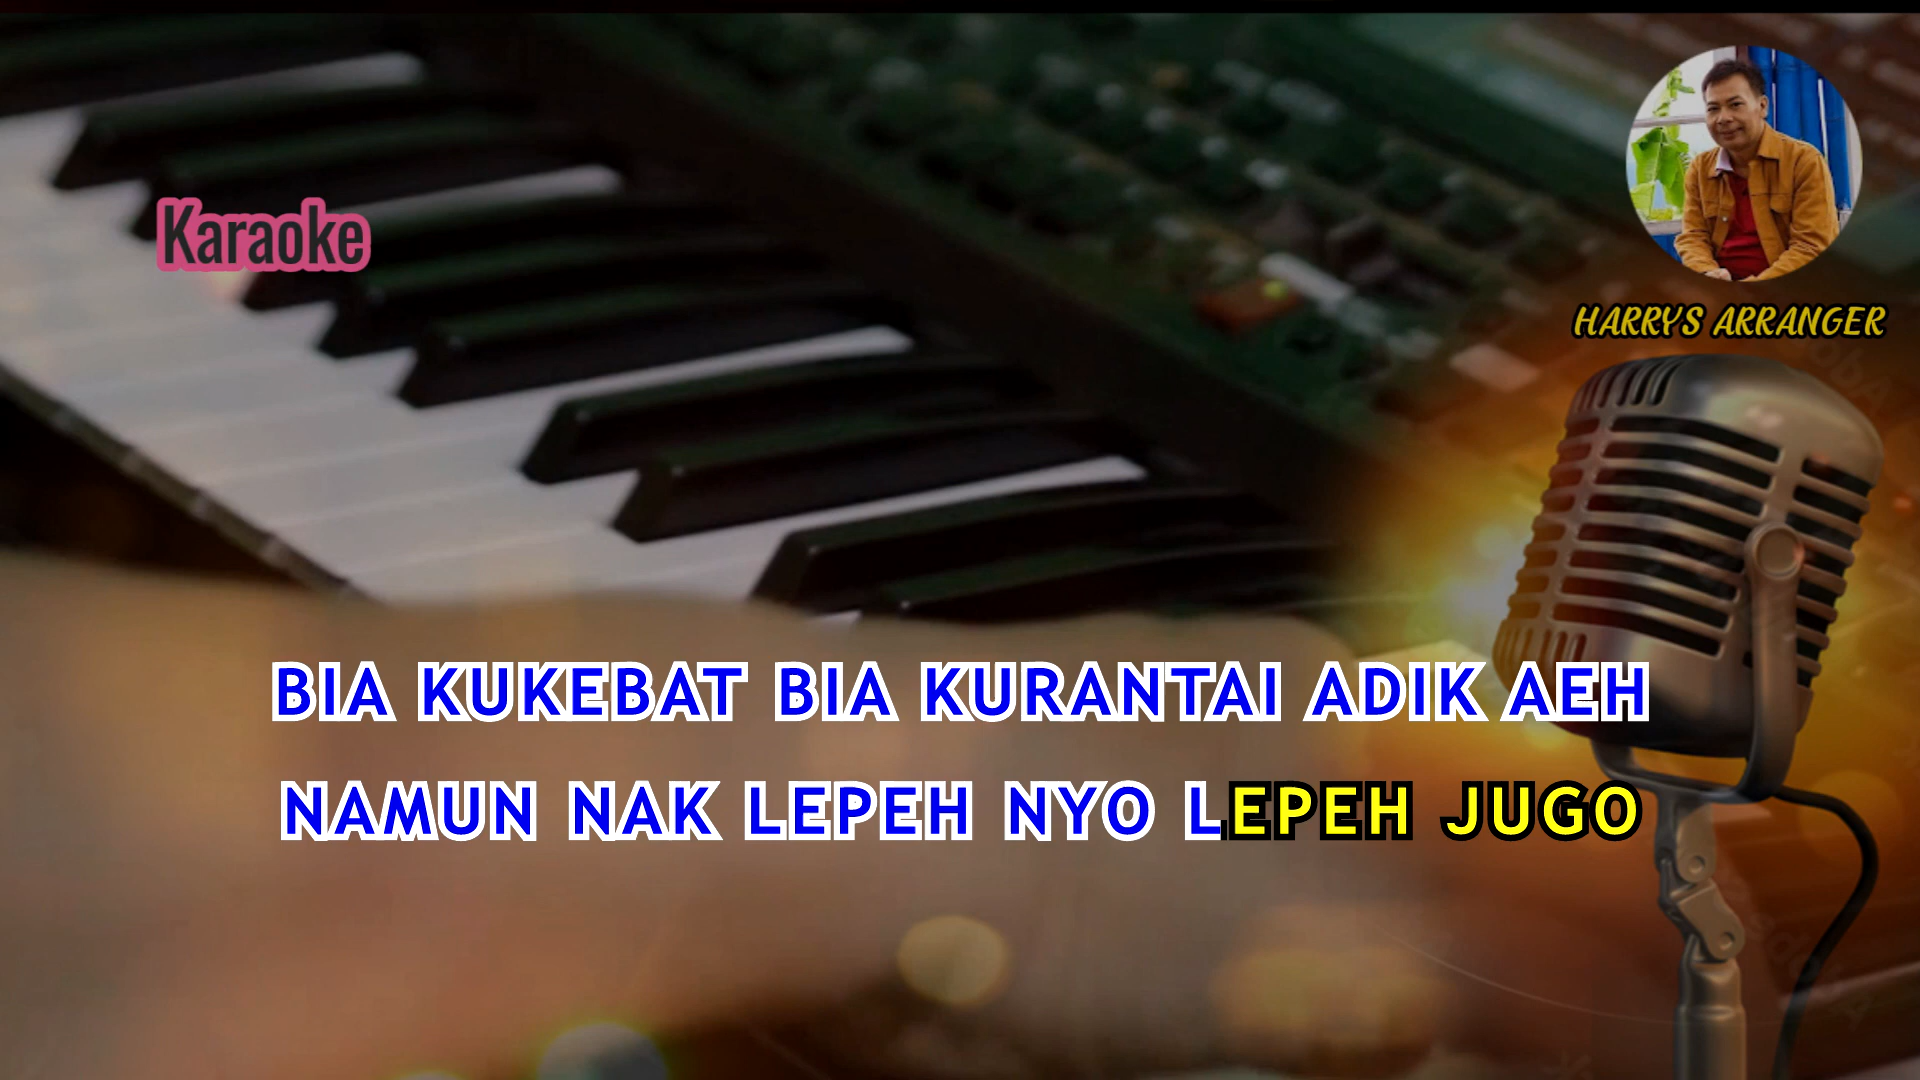 Karaoke
HARRYS ARRANGER
BIA KUKEBAT BIA KURANTAI ADIK AEH
NAMUN NAK LEPEH NYO LEPEH JUGO